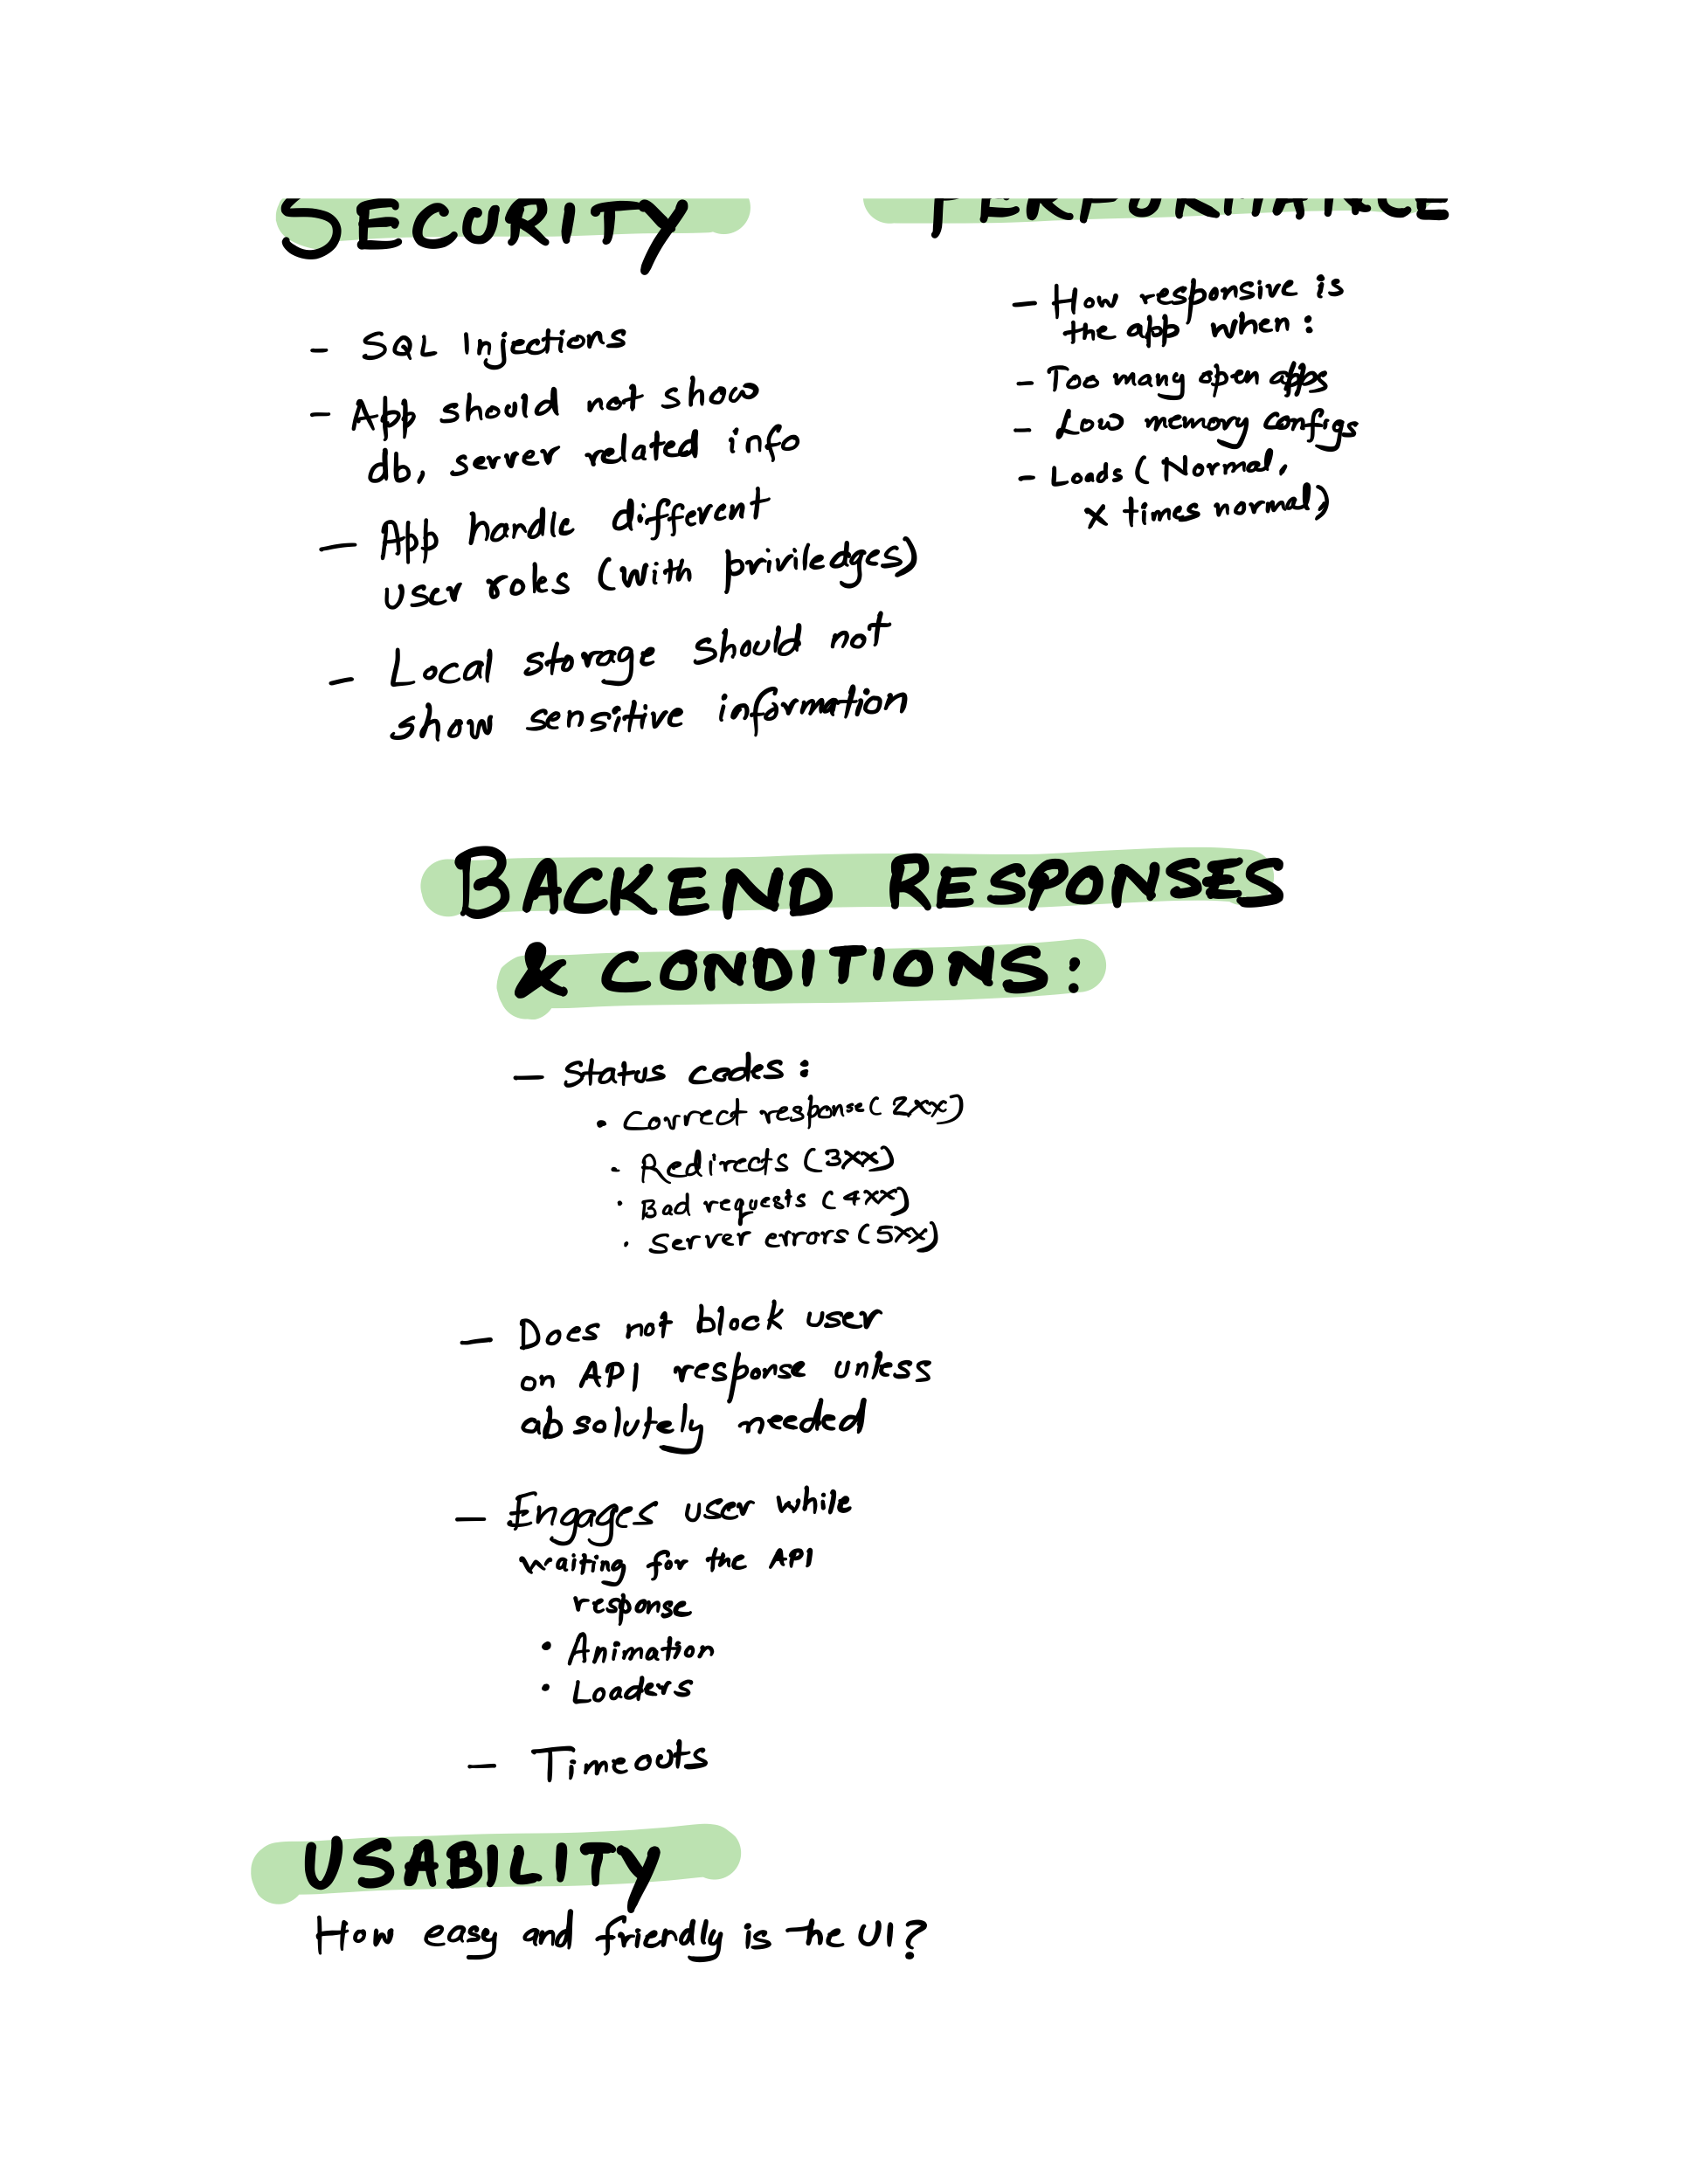 SECURITY
- SQL Injections
- App should not show
db, server related info
- App handle different
user roles (with priviledges)
- Local storage should not
show sensitive information
PERFORMANCE
- How responsive is
the app when:
- Too many open apps
- Low memory configs
- Loads (Normal,
x times normal)
BACKEND RESPONSES
& CONDITIONS:
- Status codes:
• Correct response (2xx)
• Redirects (3xx)
• Bad requests (4xx)
• Server errors (5xx)
- Does not block user
on API response unless
absolutely needed
- Engages user while
waiting for the API
response
• Animation
• Loaders
- Timeouts
USABILITY
How easy and friendly is the UI?